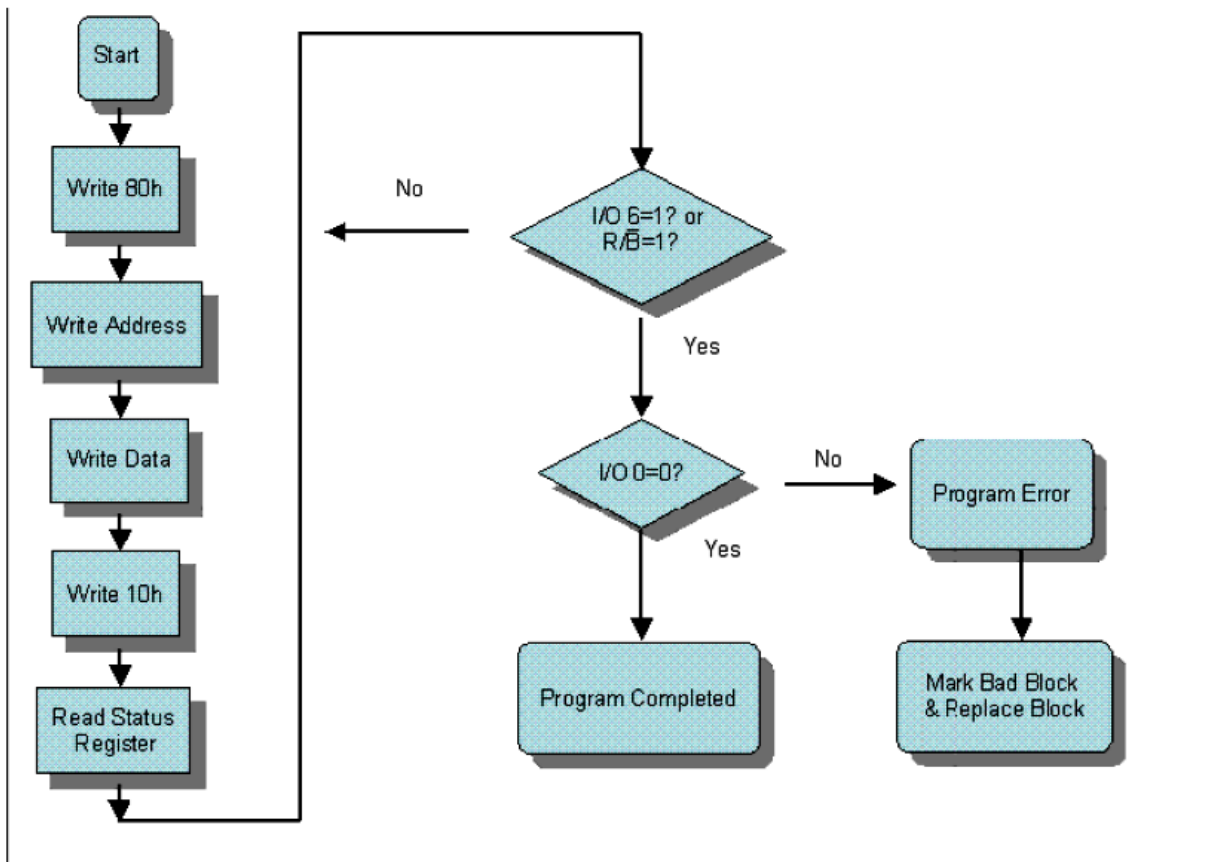 Start
Write 80h
Write Address
Write Data
Write 10h
Read Status
Register
No
I/O 6=1? or
R/B̅=1?
Yes
I/O 0=0?
No
Program Error
Yes
Program Completed
Mark Bad Block
& Replace Block